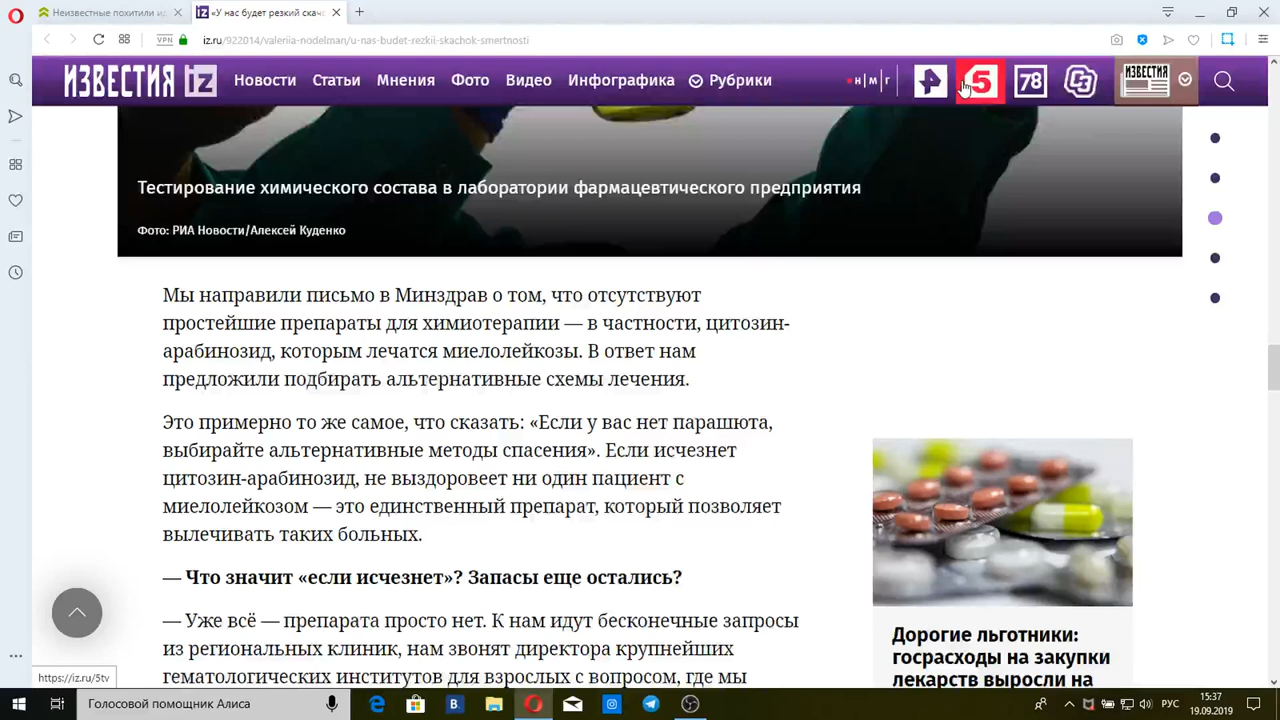 Неизвестные похитили ид
«У нас будет резкий скач
VPN
iz.ru/922014/valeriia-nodelman/u-nas-budet-rezkii-skachok-smertnosti
ИЗВЕСТИЯ iz
Новости Статьи Мнения Фото Видео Инфографика Рубрики
н|м|г
5
78
ИЗВЕСТИЯ
Тестирование химического состава в лаборатории фармацевтического предприятия
Фото: РИА Новости/Алексей Куденко
Мы направили письмо в Минздрав о том, что отсутствуют
простейшие препараты для химиотерапии — в частности, цитозин-
арабинозид, которым лечатся миелолейкозы. В ответ нам
предложили подбирать альтернативные схемы лечения.
Это примерно то же самое, что сказать: «Если у вас нет парашюта,
выбирайте альтернативные методы спасения». Если исчезнет
цитозин-арабинозид, не выздоровеет ни один пациент с
миелолейкозом — это единственный препарат, который позволяет
вылечивать таких больных.
— Что значит «если исчезнет»? Запасы еще остались?
— Уже всё — препарата просто нет. К нам идут бесконечные запросы
из региональных клиник, нам звонят директора крупнейших
гематологических институтов для взрослых с вопросом, где мы
Дорогие льготники:
госрасходы на закупки
лекарств выросли на
https://iz.ru/5tv
Голосовой помощник Алиса
РУС
15:37
19.09.2019